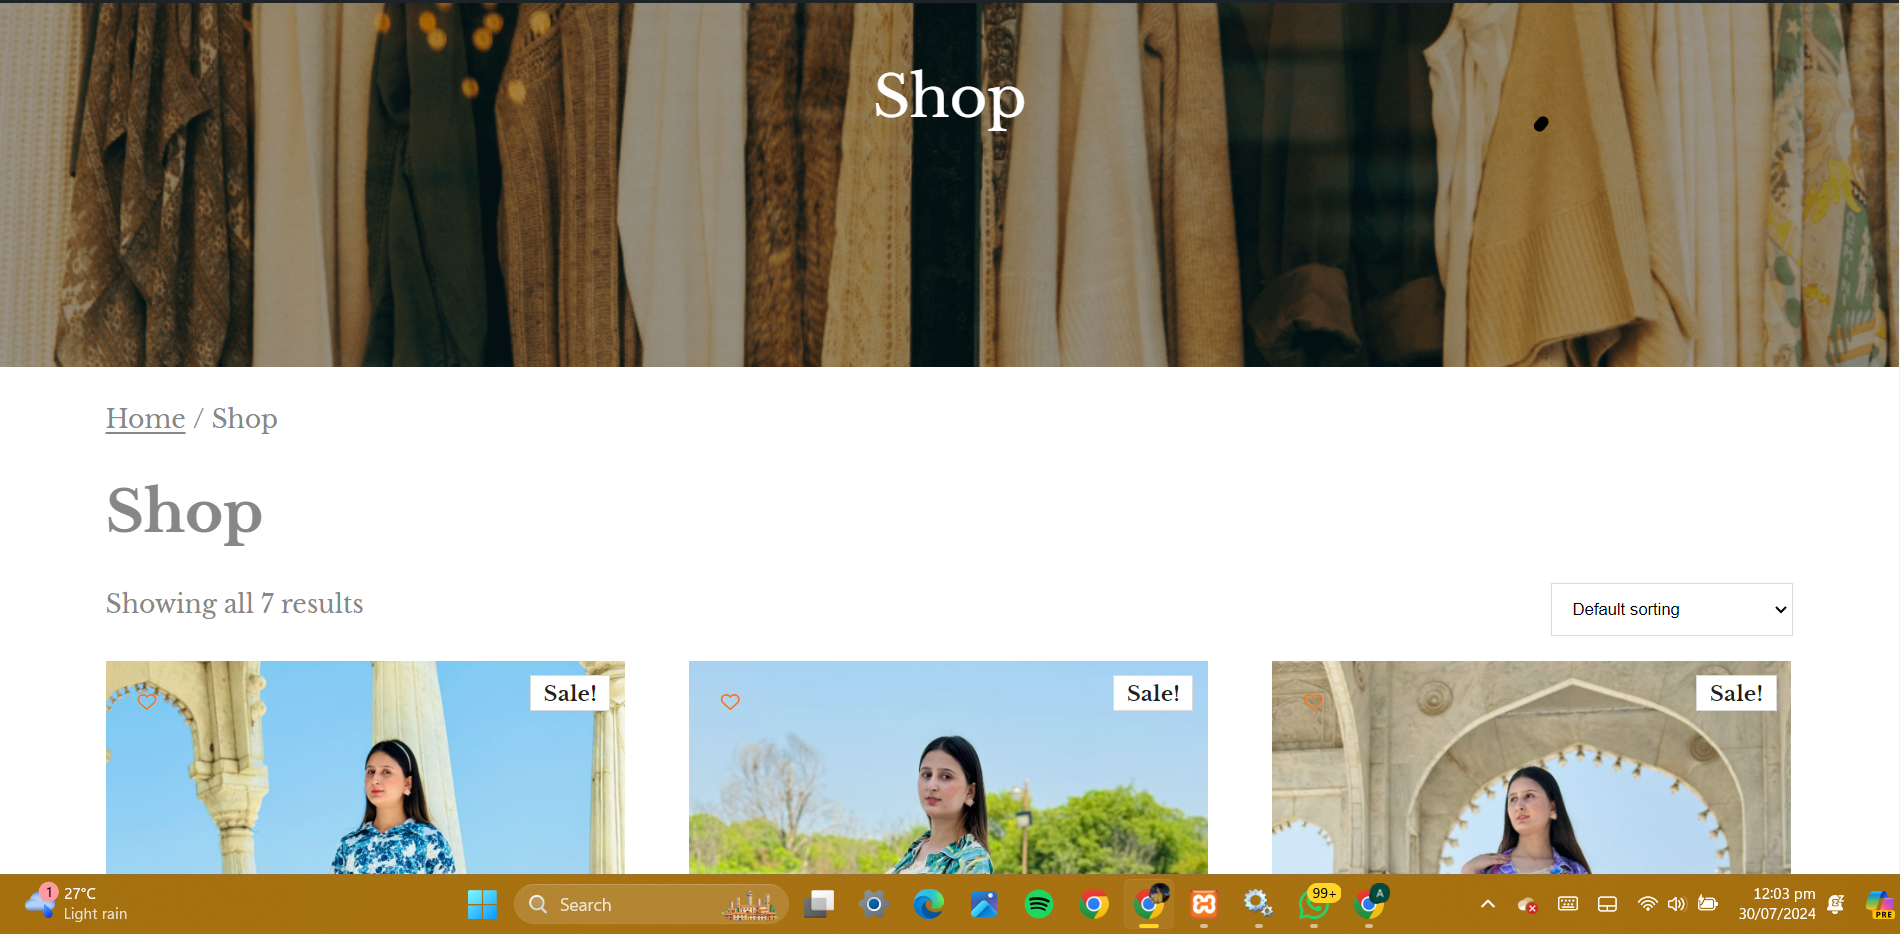 Shop
Home / Shop
Shop
Showing all 7 results
Default sorting
Sale!
Sale!
Sale!
1
27°C
Light rain
Search
99+
A
12:03 pm
30/07/2024
PRE